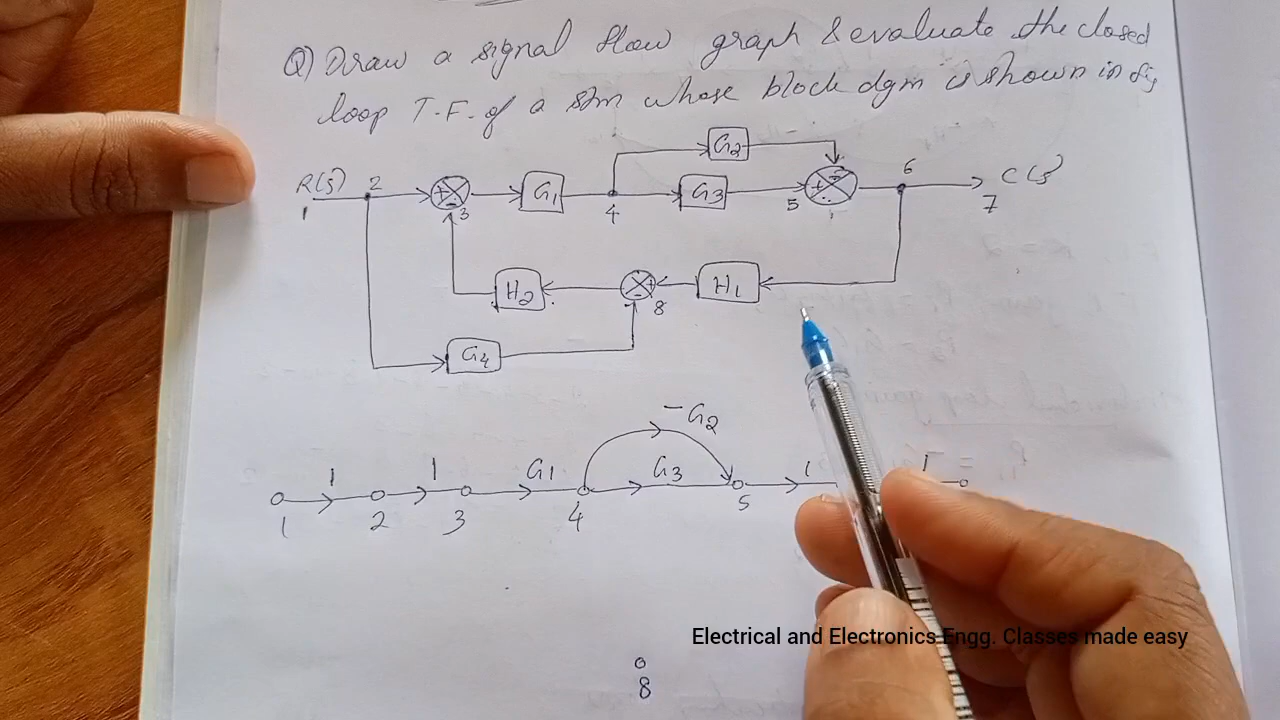 Q) Draw a signal flow graph & evaluate the closed
loop T.F. of a s/m whose block dgm is shown in fig
G2
R(s) 2 + - 3 G1 4 G3 5 + - 6 C(s)
1 7
H2 - + 8 H1
G4
-G2
1 1 G1 G3 1 1
1 2 3 4 5
Electrical and Electronics Engg. Classes made easy
8